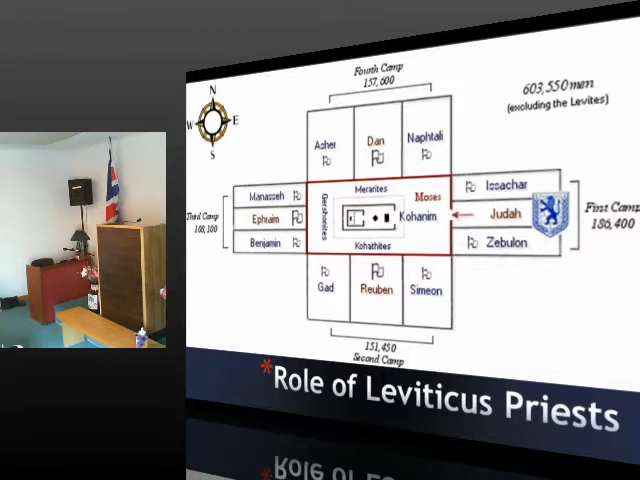 Fourth Camp
157,600
603,550 men
(excluding the Levites)
N
W E
S
Asher
Dan
Naphtali
Manasseh
Ephraim
Benjamin
Third Camp
108,100
Merarites
Gershonites
Moses
Kohanim
Kohathites
Issachar
Judah
Zebulon
First Camp
186,400
Gad
Reuben
Simeon
151,450
Second Camp
*Role of Leviticus Priests